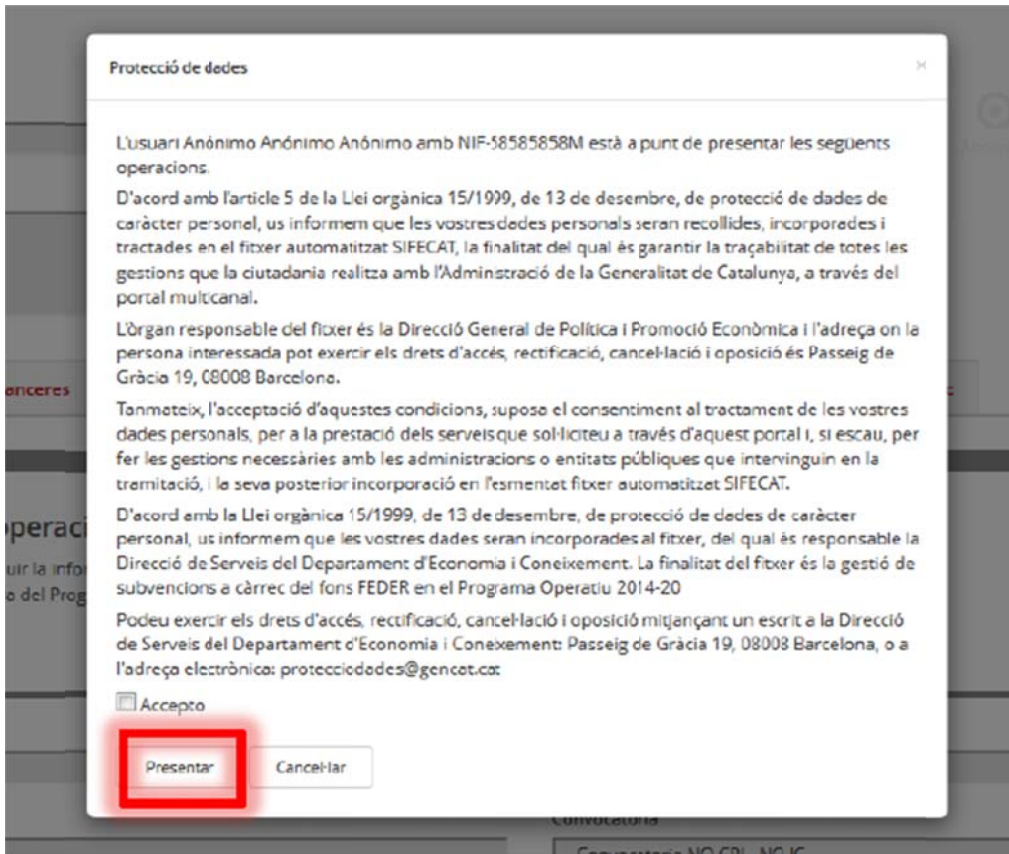 Protecció de dades
×
L'usuari Anónimo Anónimo Anónimo amb NIF-58585858M està a punt de presentar les següents
operacions.
D'acord amb l'article 5 de la Llei orgànica 15/1999, de 13 de desembre, de protecció de dades de
caràcter personal, us informem que les vostres dades personals seran recollides, incorporades i
tractades en el fitxer automatitzat SIFECAT, la finalitat del qual és garantir la traçabilitat de totes les
gestions que la ciutadania realitza amb l'Adminstració de la Generalitat de Catalunya, a través del
portal multicanal.
L'òrgan responsable del fitxer és la Direcció General de Política i Promoció Econòmica i l'adreça on la
persona interessada pot exercir els drets d'accés, rectificació, cancel·lació i oposició és Passeig de
Gràcia 19, 08008 Barcelona.
anceres
Tanmateix, l'acceptació d'aquestes condicions, suposa el consentiment al tractament de les vostres
dades personals, per a la prestació dels serveis que sol·liciteu a través d'aquest portal i, si escau, per
fer les gestions necessàries amb les administracions o entitats públiques que intervinguin en la
tramitació, i la seva posterior incorporació en l'esmentat fitxer automatitzat SIFECAT.
D'acord amb la Llei orgànica 15/1999, de 13 de desembre, de protecció de dades de caràcter
personal, us informem que les vostres dades seran incorporades al fitxer, del qual és responsable la
Direcció de Serveis del Departament d'Economia i Coneixement. La finalitat del fitxer és la gestió de
subvencions a càrrec del fons FEDER en el Programa Operatiu 2014-20
operaci
uir la info
a del Prog
Podeu exercir els drets d'accés, rectificació, cancel·lació i oposició mitjançant un escrit a la Direcció
de Serveis del Departament d'Economia i Coneixement: Passeig de Gràcia 19, 08008 Barcelona, o a
l'adreça electrònica: protecciodades@gencat.cat
Accepto
Presentar
Cancel·lar
Convocatoria